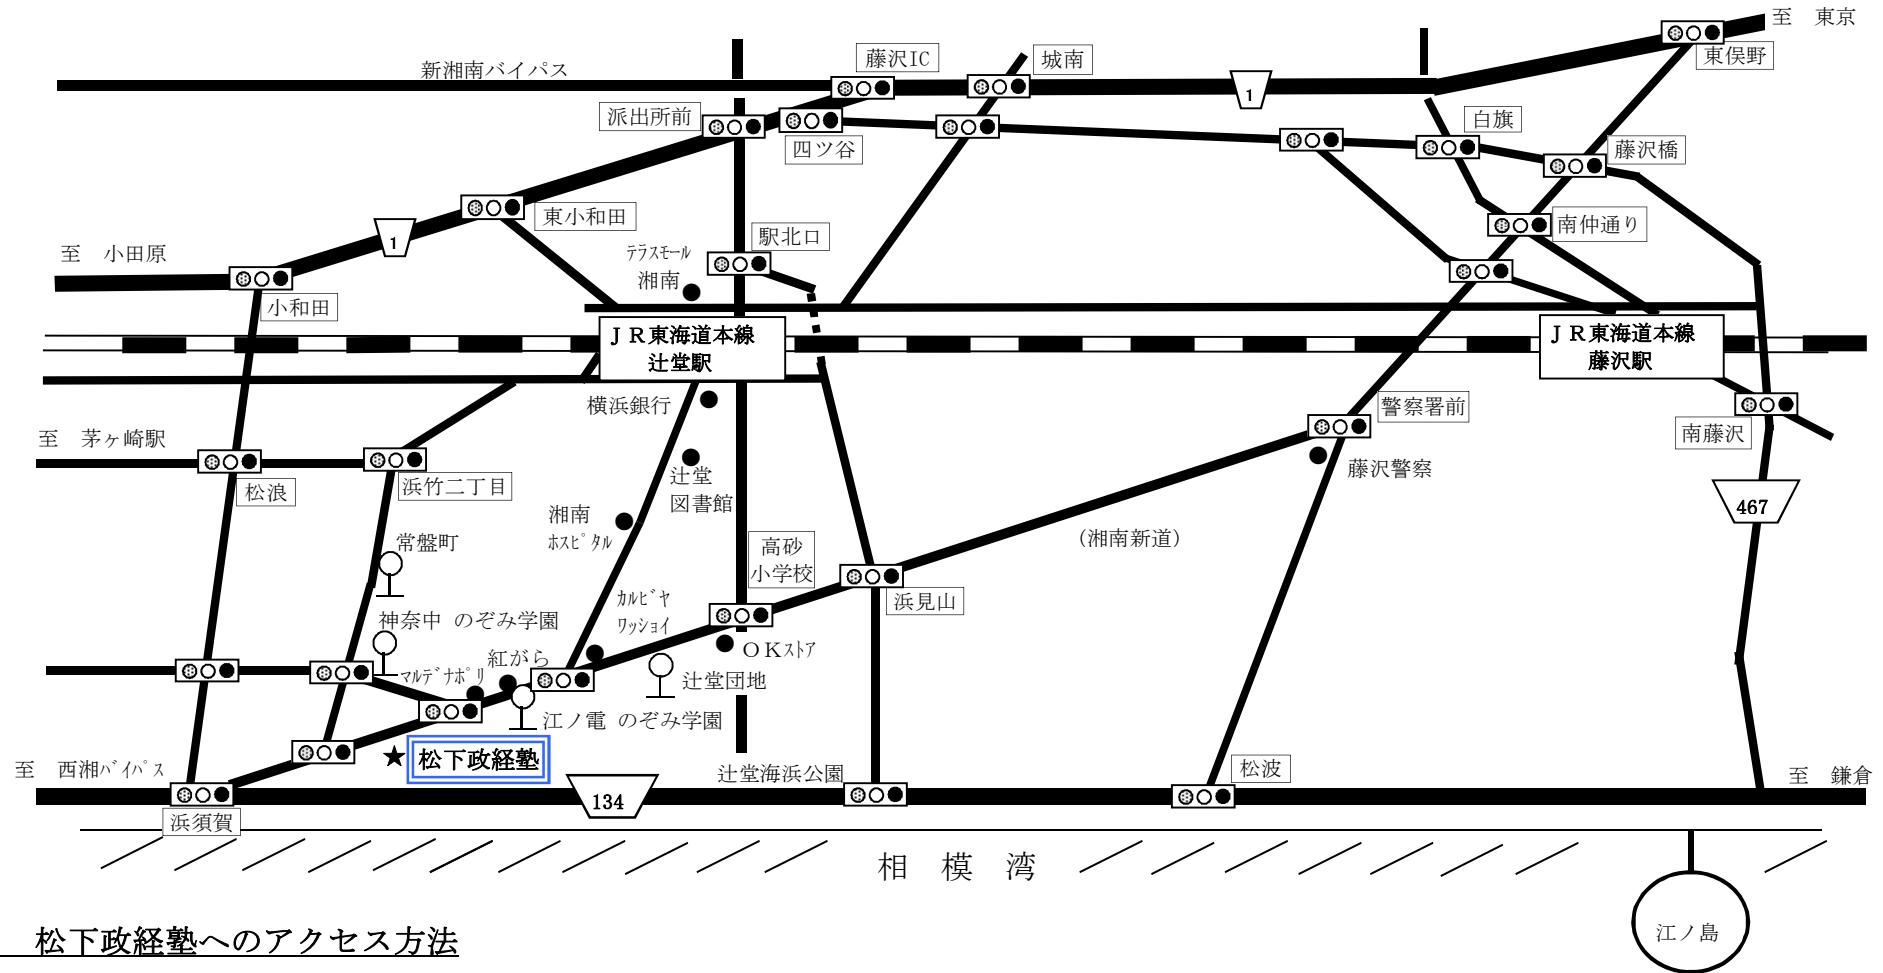 至　東京
藤沢IC
城南
東俣野
新湘南バイパス
1
派出所前
四ツ谷
白旗
藤沢橋
東小和田
南仲通り
駅北口
1
至　小田原
ﾃﾗｽﾓｰﾙ
湘南
小和田
ＪＲ東海道本線
辻堂駅
ＪＲ東海道本線
藤沢駅
横浜銀行
警察署前
南藤沢
至　茅ヶ崎駅
藤沢警察
松浪
浜竹二丁目
辻堂
図書館
467
湘南
ﾎｽﾋﾟﾀﾙ
常盤町
高砂
小学校
(湘南新道)
ｶﾙﾋﾞﾔ
ﾜｯｼｮｲ
浜見山
神奈中 のぞみ学園
紅がら
ＯＫｽﾄｱ
ﾏﾙﾃﾞﾅﾎﾟﾘ
辻堂団地
江ノ電 のぞみ学園
★
松下政経塾
至　西湘ﾊﾞｲﾊﾟｽ
辻堂海浜公園
松波
至　鎌倉
134
浜須賀
相　模　湾
江ノ島
松下政経塾へのアクセス方法